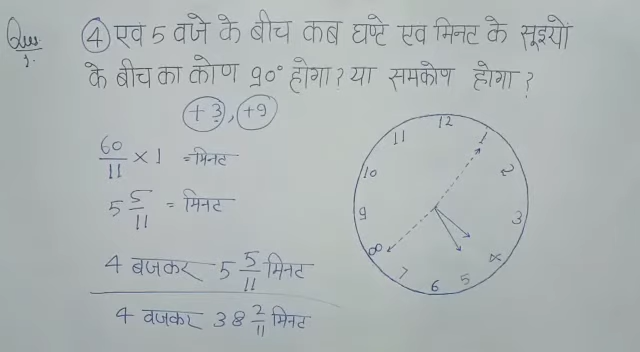 Que 1. ④ एवं 5 वजे के बीच कब घण्टे एवं मिनट के सूइयों
के बीच का कोण 90° होगा? या समकोण होगा?
+3, +9
60/11 × 1 = मिनट
5 5/11 = मिनट
4 बजकर 5 5/11 मिनट
4 वजकर 38 2/11 मिनट
12
11
1
10
2
9
3
8
4
7
5
6